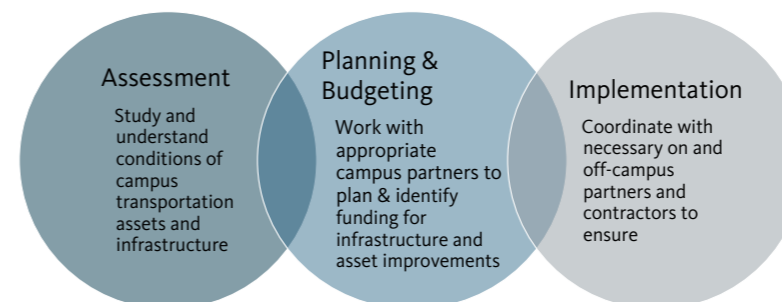 Assessment
Study and
understand
conditions of
campus
transportation
assets and
infrastructure
Planning &
Budgeting
Work with
appropriate
campus partners to
plan & identify
funding for
infrastructure and
asset improvements
Implementation
Coordinate with
necessary on and
off-campus
partners and
contractors to
ensure